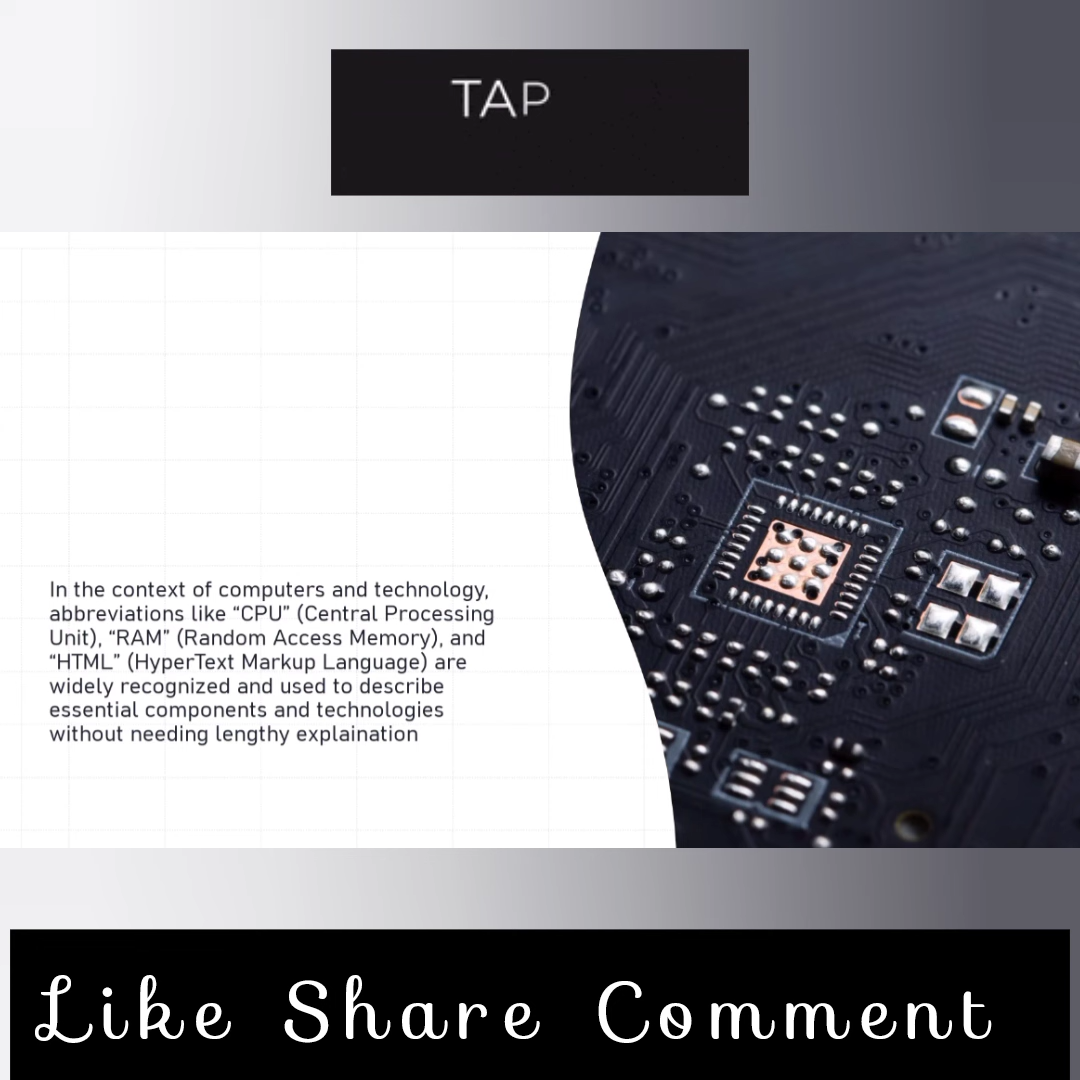 TAP
In the context of computers and technology,
abbreviations like “CPU” (Central Processing
Unit), “RAM” (Random Access Memory), and
“HTML” (HyperText Markup Language) are
widely recognized and used to describe
essential components and technologies
without needing lengthy explaination
Like Share Comment